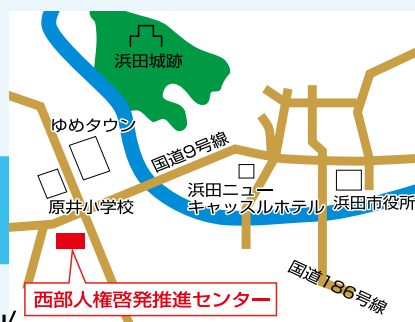 浜田城跡
ゆめタウン
国道9号線
原井小学校
浜田ニュー
キャッスルホテル
浜田市役所
国道186号線
西部人権啓発推進センター